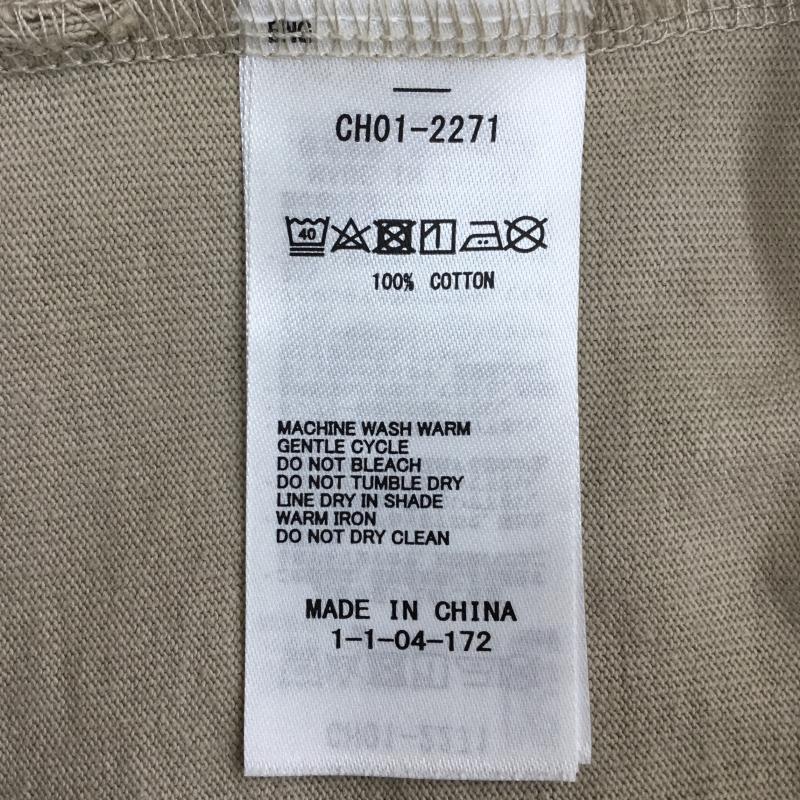 ENG
CH01-2271
40
100% COTTON
MACHINE WASH WARM
GENTLE CYCLE
DO NOT BLEACH
DO NOT TUMBLE DRY
LINE DRY IN SHADE
WARM IRON
DO NOT DRY CLEAN
MADE IN CHINA
1-1-04-172